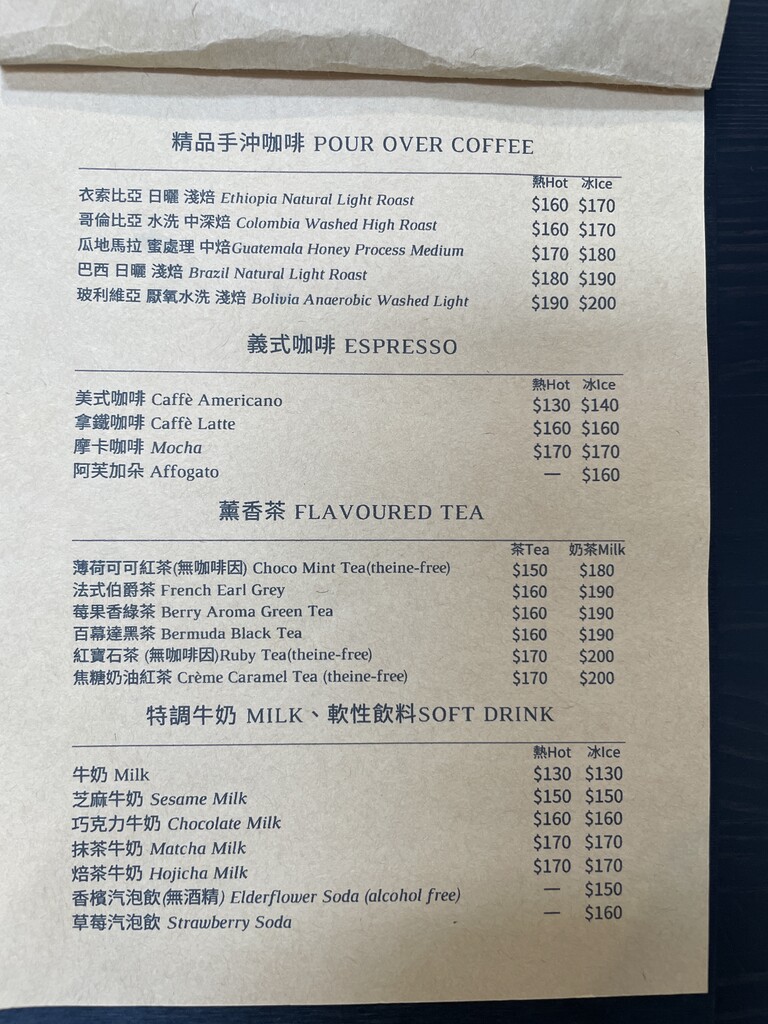 精品手沖咖啡 POUR OVER COFFEE
熱Hot 冰Ice
衣索比亞 日曬 淺焙 Ethiopia Natural Light Roast $160 $170
哥倫比亞 水洗 中深焙 Colombia Washed High Roast $160 $170
瓜地馬拉 蜜處理 中焙Guatemala Honey Process Medium $170 $180
巴西 日曬 淺焙 Brazil Natural Light Roast $180 $190
玻利維亞 厭氧水洗 淺焙 Bolivia Anaerobic Washed Light $190 $200
義式咖啡 ESPRESSO
熱Hot 冰Ice
美式咖啡 Caffè Americano $130 $140
拿鐵咖啡 Caffè Latte $160 $160
摩卡咖啡 Mocha $170 $170
阿芙加朵 Affogato — $160
薰香茶 FLAVOURED TEA
茶Tea 奶茶Milk
薄荷可可紅茶(無咖啡因) Choco Mint Tea(theine-free) $150 $180
法式伯爵茶 French Earl Grey $160 $190
莓果香綠茶 Berry Aroma Green Tea $160 $190
百幕達黑茶 Bermuda Black Tea $160 $190
紅寶石茶 (無咖啡因)Ruby Tea(theine-free) $170 $200
焦糖奶油紅茶 Crème Caramel Tea (theine-free) $170 $200
特調牛奶 MILK、軟性飲料SOFT DRINK
熱Hot 冰Ice
牛奶 Milk $130 $130
芝麻牛奶 Sesame Milk $150 $150
巧克力牛奶 Chocolate Milk $160 $160
抹茶牛奶 Matcha Milk $170 $170
焙茶牛奶 Hojicha Milk $170 $170
香檳汽泡飲(無酒精) Elderflower Soda (alcohol free) — $150
草莓汽泡飲 Strawberry Soda — $160